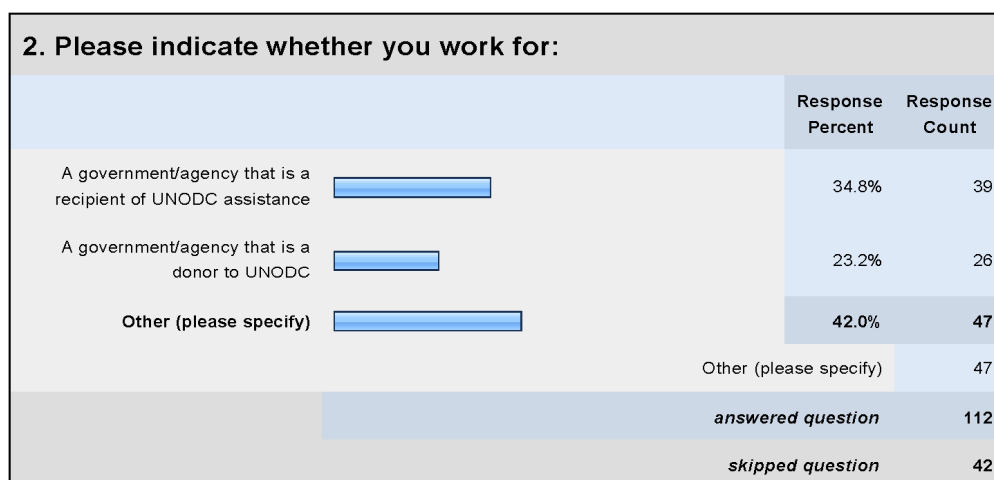 2. Please indicate whether you work for:
Response Percent
Response Count
A government/agency that is a
recipient of UNODC assistance
34.8%
39
A government/agency that is a
donor to UNODC
23.2%
26
Other (please specify)
42.0%
47
Other (please specify)
47
answered question
112
skipped question
42